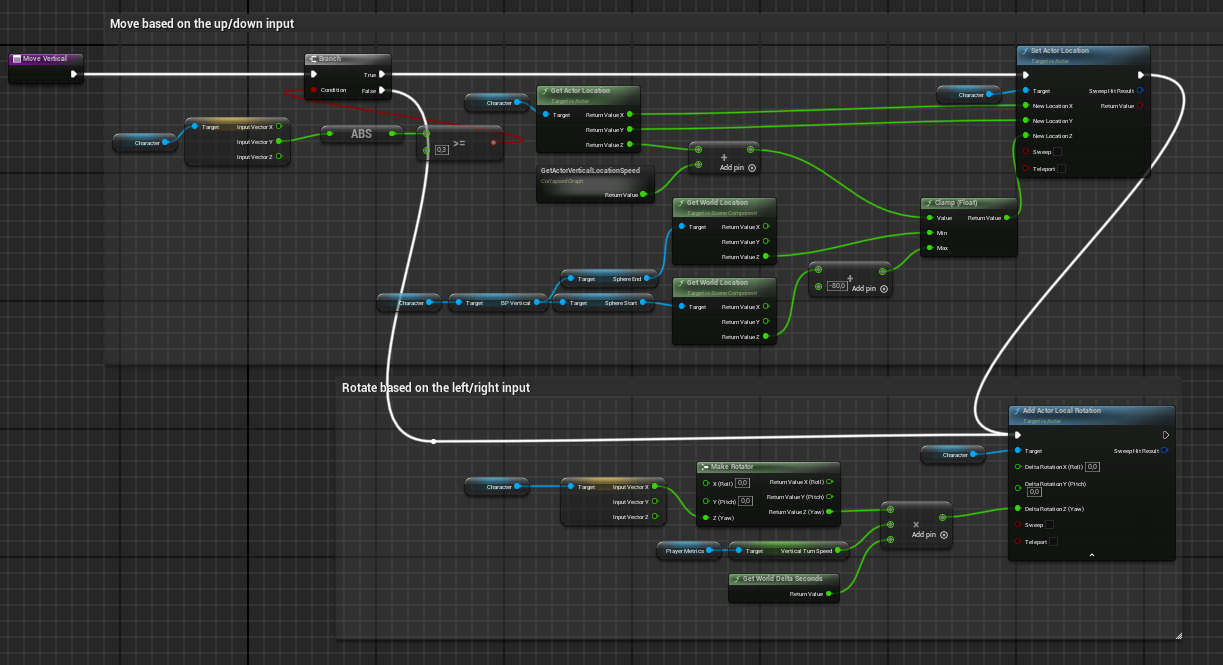 Move based on the up/down input
Move Vertical
Branch
True
Condition
False
Character
Target
Input Vector X
Input Vector Y
Input Vector Z
ABS
0,3
>=
Character
Get Actor Location
Target is Actor
Target
Return Value X
Return Value Y
Return Value Z
GetActorVerticalLocationSpeed
Collapsed Graph
Return Value
+
Add pin
Character
Set Actor Location
Target is Actor
Target
Sweep Hit Result
New Location X
Return Value
New Location Y
New Location Z
Sweep
Teleport
Get World Location
Target is Scene Component
Target
Return Value X
Return Value Y
Return Value Z
Clamp (Float)
Value
Return Value
Min
Max
Target
Sphere End
Character
Target
BP Vertical
Target
Sphere Start
Get World Location
Target is Scene Component
Target
Return Value X
Return Value Y
Return Value Z
+
-80,0
Add pin
Rotate based on the left/right input
Character
Target
Input Vector X
Input Vector Y
Input Vector Z
Make Rotator
X (Roll)
0,0
Return Value X (Roll)
Y (Pitch)
0,0
Return Value Y (Pitch)
Z (Yaw)
Return Value Z (Yaw)
Player Metrics
Target
Vertical Turn Speed
Get World Delta Seconds
Return Value
×
Add pin
Character
Add Actor Local Rotation
Target is Actor
Target
Sweep Hit Result
Delta Rotation X (Roll)
0,0
Delta Rotation Y (Pitch)
0,0
Delta Rotation Z (Yaw)
Sweep
Teleport